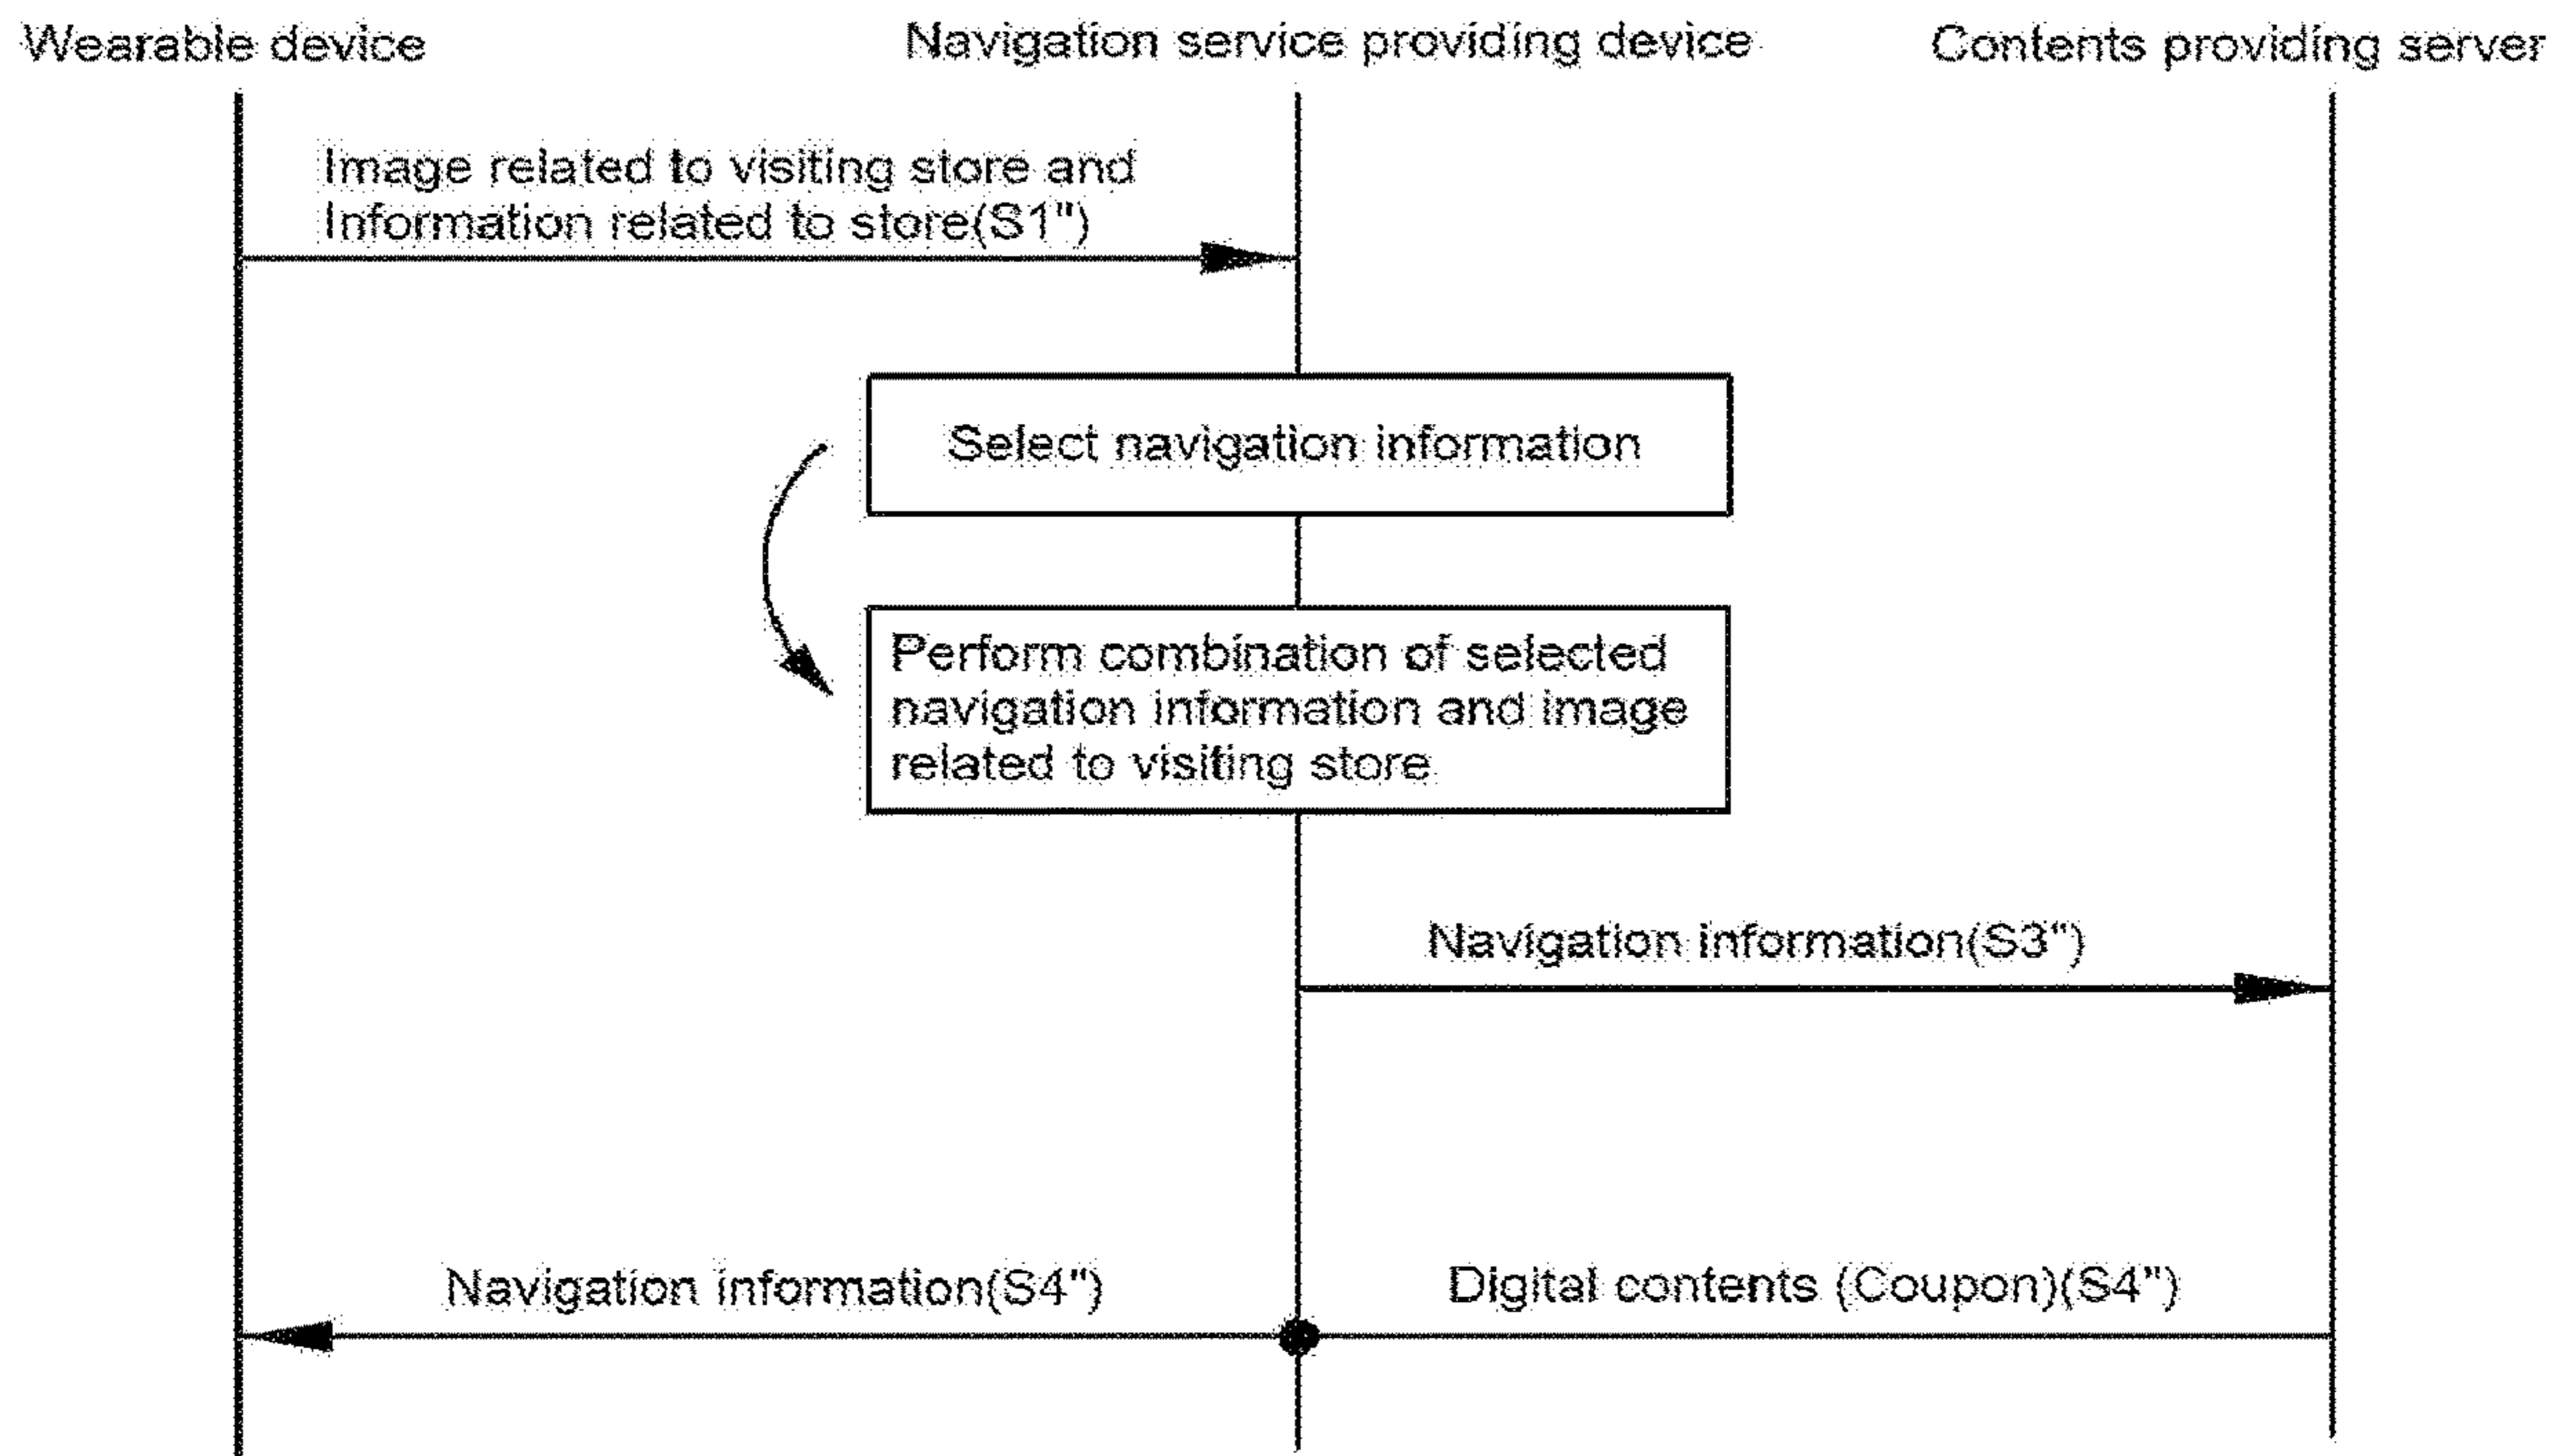 Wearable device
Navigation service providing device
Contents providing server
Image related to visiting store and
Information related to store(S1")
Select navigation information
Perform combination of selected
navigation information and image
related to visiting store
Navigation information(S3")
Navigation information(S4")
Digital contents (Coupon)(S4")